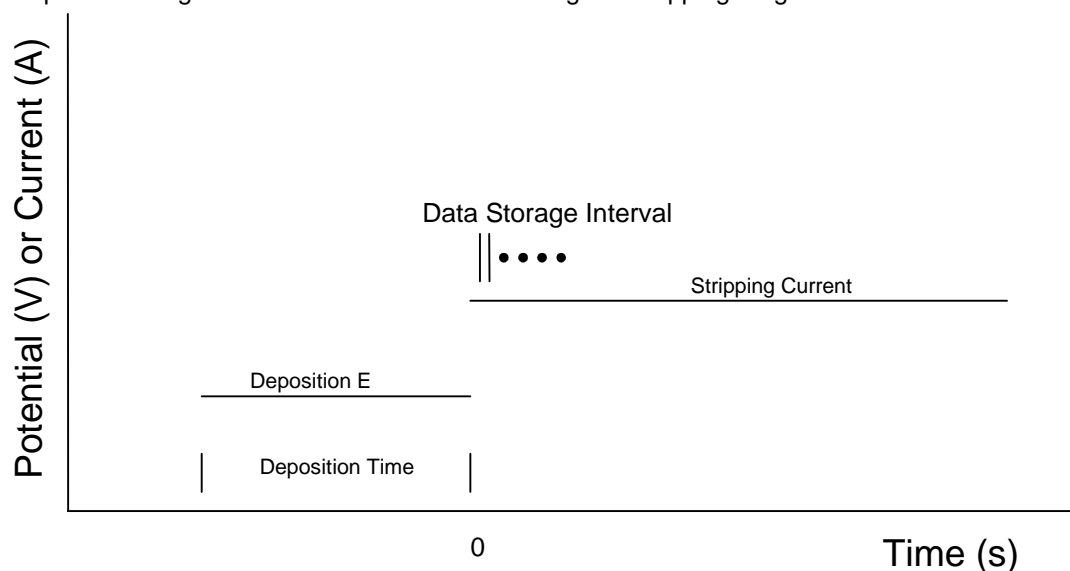 Potential (V) or Current (A)
Data Storage Interval
Stripping Current
Deposition E
Deposition Time
0
Time (s)